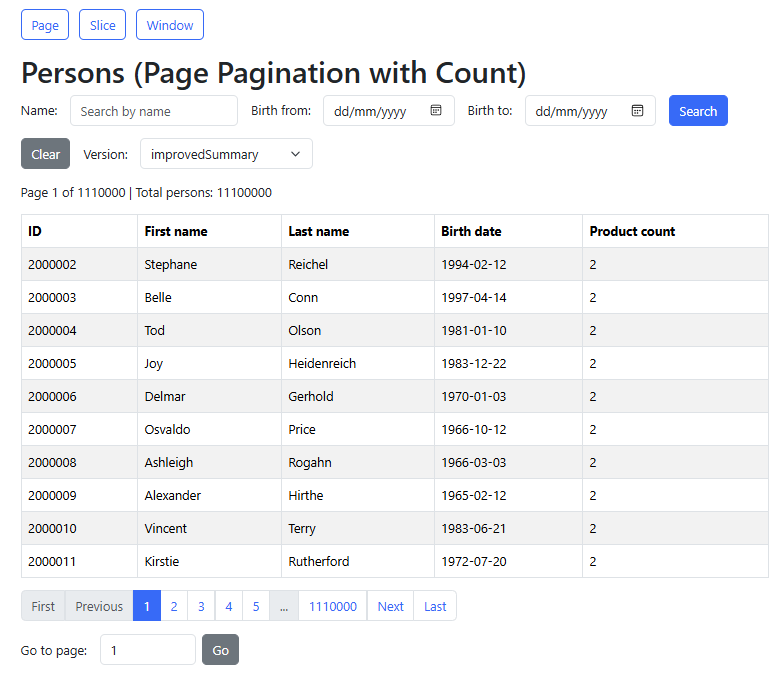 Page Slice Window
Persons (Page Pagination with Count)
Name: Search by name Birth from: dd/mm/yyyy Birth to: dd/mm/yyyy Search
Clear Version: improvedSummary
Page 1 of 1110000 | Total persons: 11100000
ID First name Last name Birth date Product count
2000002 Stephane Reichel 1994-02-12 2
2000003 Belle Conn 1997-04-14 2
2000004 Tod Olson 1981-01-10 2
2000005 Joy Heidenreich 1983-12-22 2
2000006 Delmar Gerhold 1970-01-03 2
2000007 Osvaldo Price 1966-10-12 2
2000008 Ashleigh Rogahn 1966-03-03 2
2000009 Alexander Hirthe 1965-02-12 2
2000010 Vincent Terry 1983-06-21 2
2000011 Kirstie Rutherford 1972-07-20 2
First Previous 1 2 3 4 5 ... 1110000 Next Last
Go to page: 1 Go